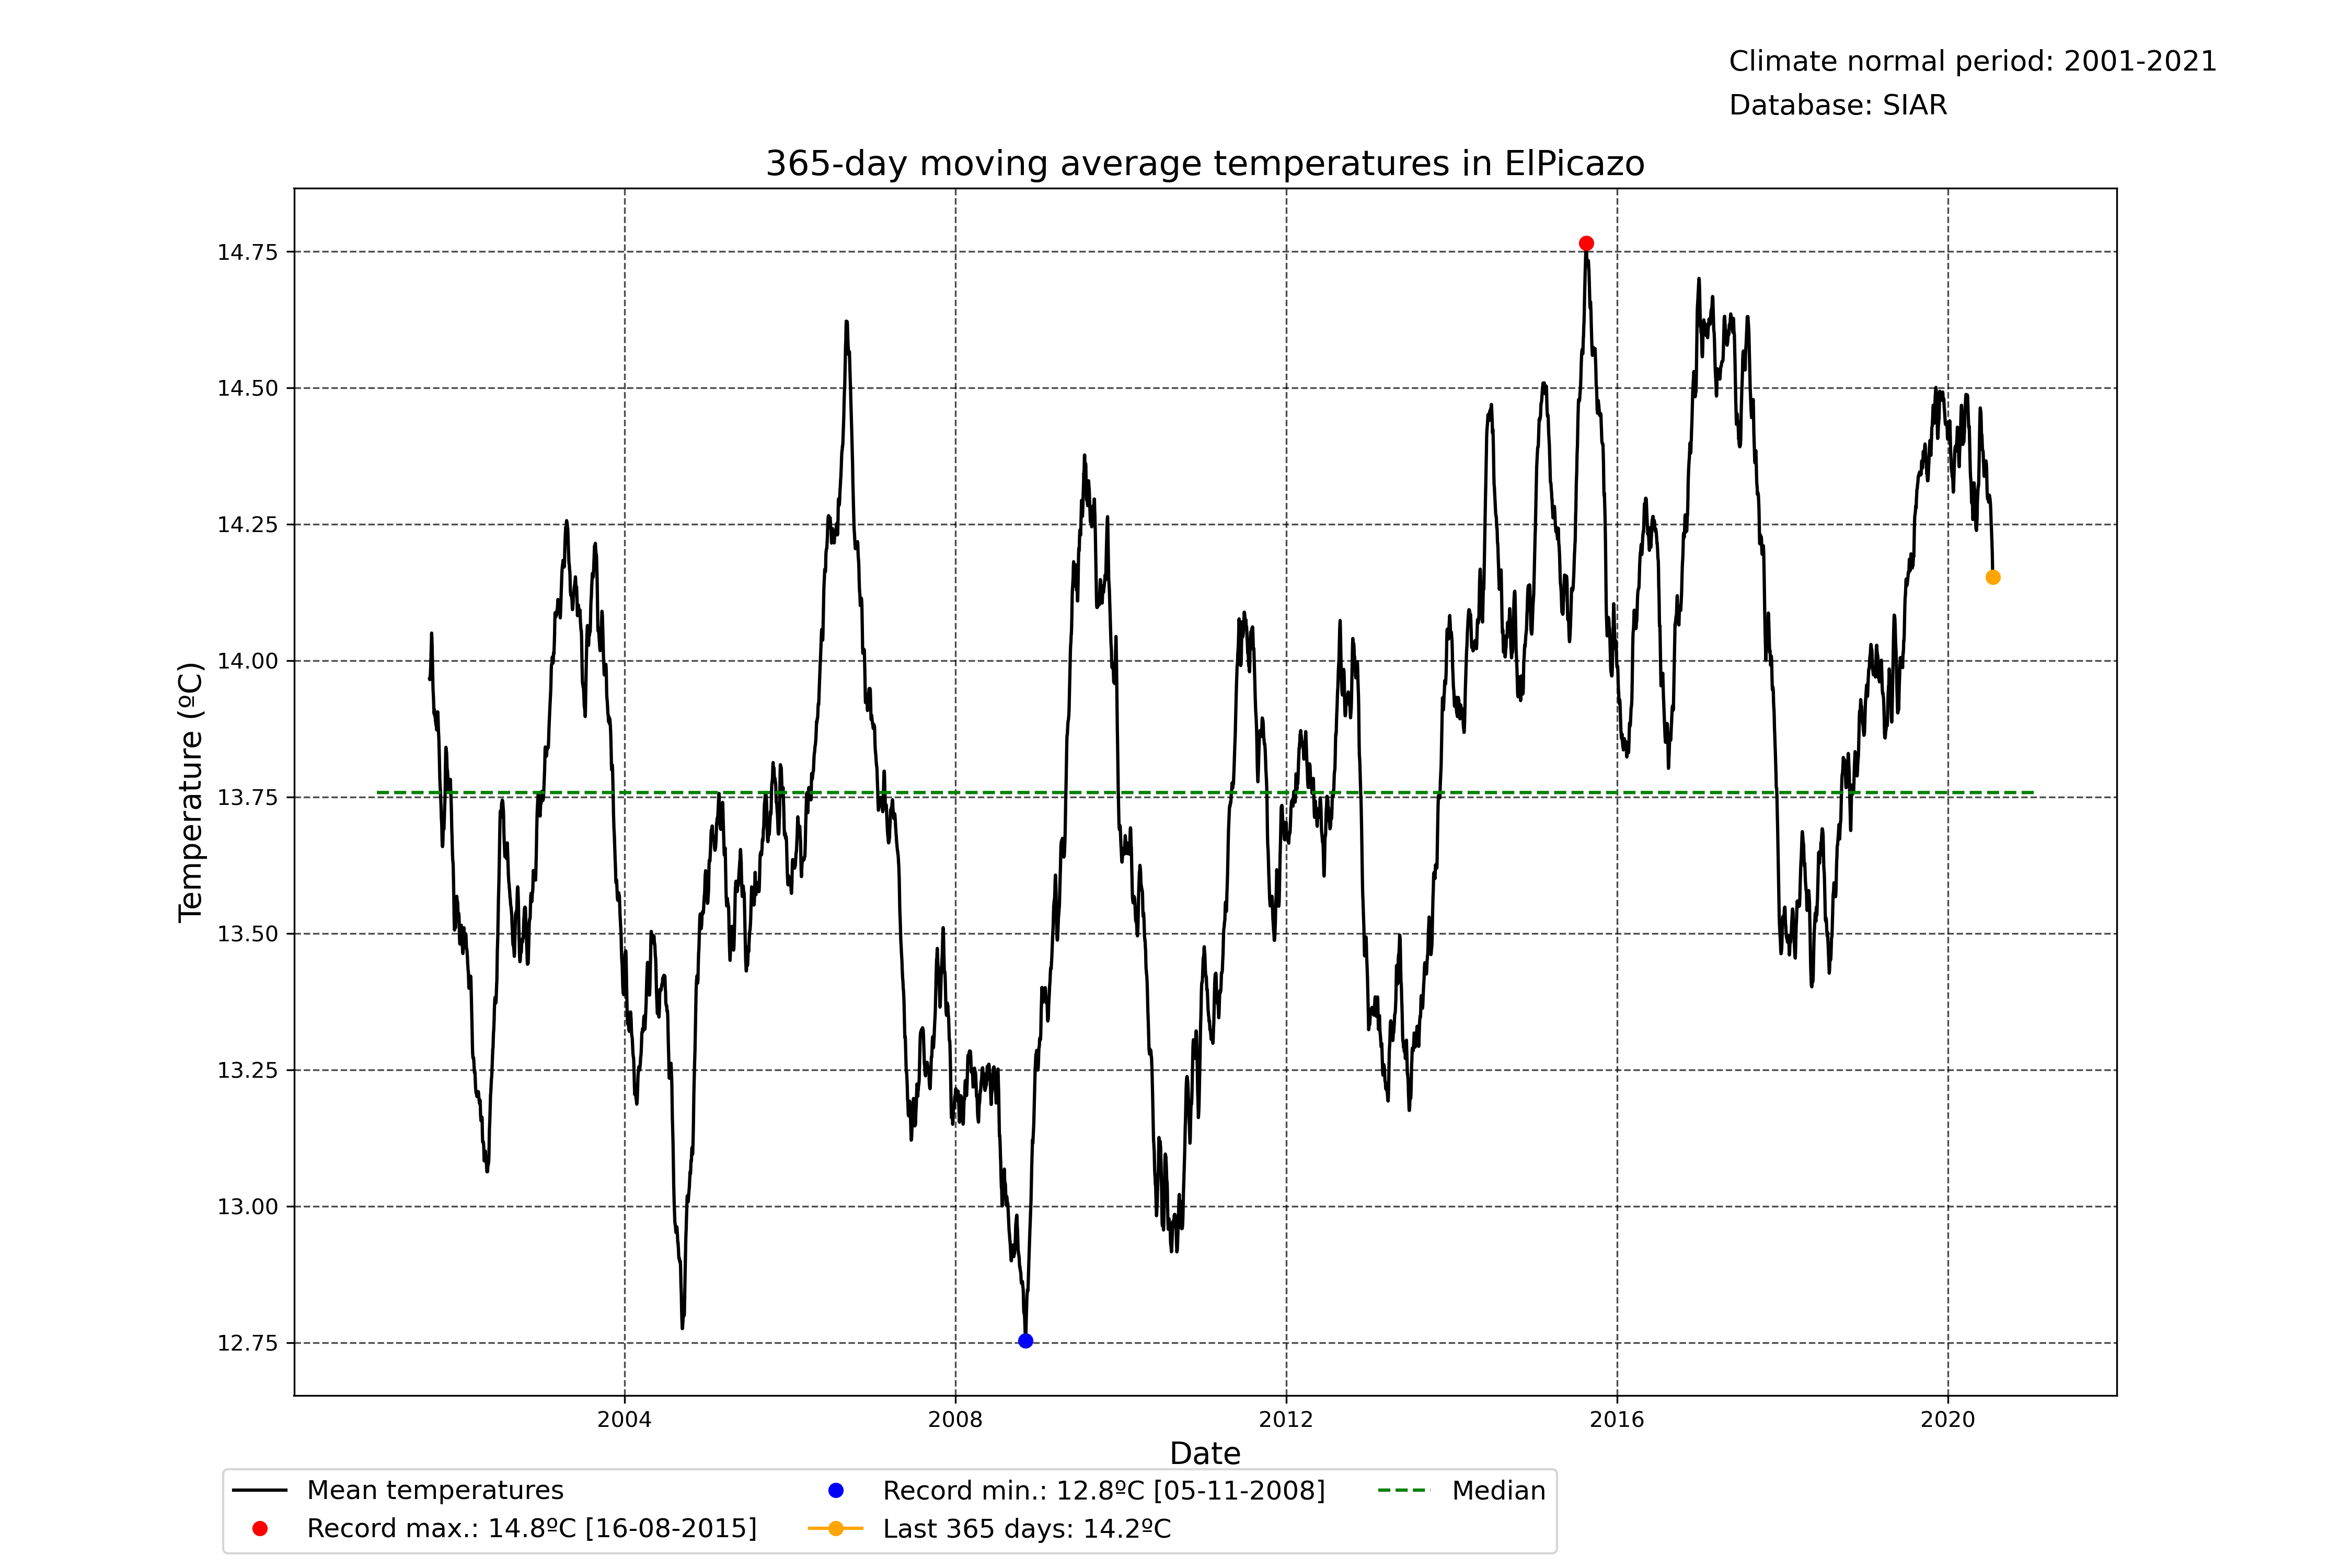 Climate normal period: 2001-2021
Database: SIAR
365-day moving average temperatures in ElPicazo
14.75
14.50
14.25
14.00
13.75
13.50
13.25
13.00
12.75
Temperature (ºC)
2004 2008 2012 2016 2020
Date
Mean temperatures
Record max.: 14.8ºC [16-08-2015]
Record min.: 12.8ºC [05-11-2008]
Last 365 days: 14.2ºC
Median